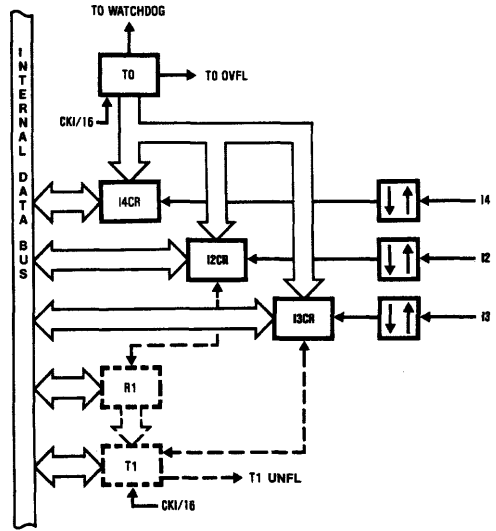 TO WATCHDOG
T0
T0 OVFL
CKI/16
INTERNAL DATA BUS
I4CR
I4
I2CR
I2
I3CR
I3
R1
T1
T1 UNFL
CKI/16